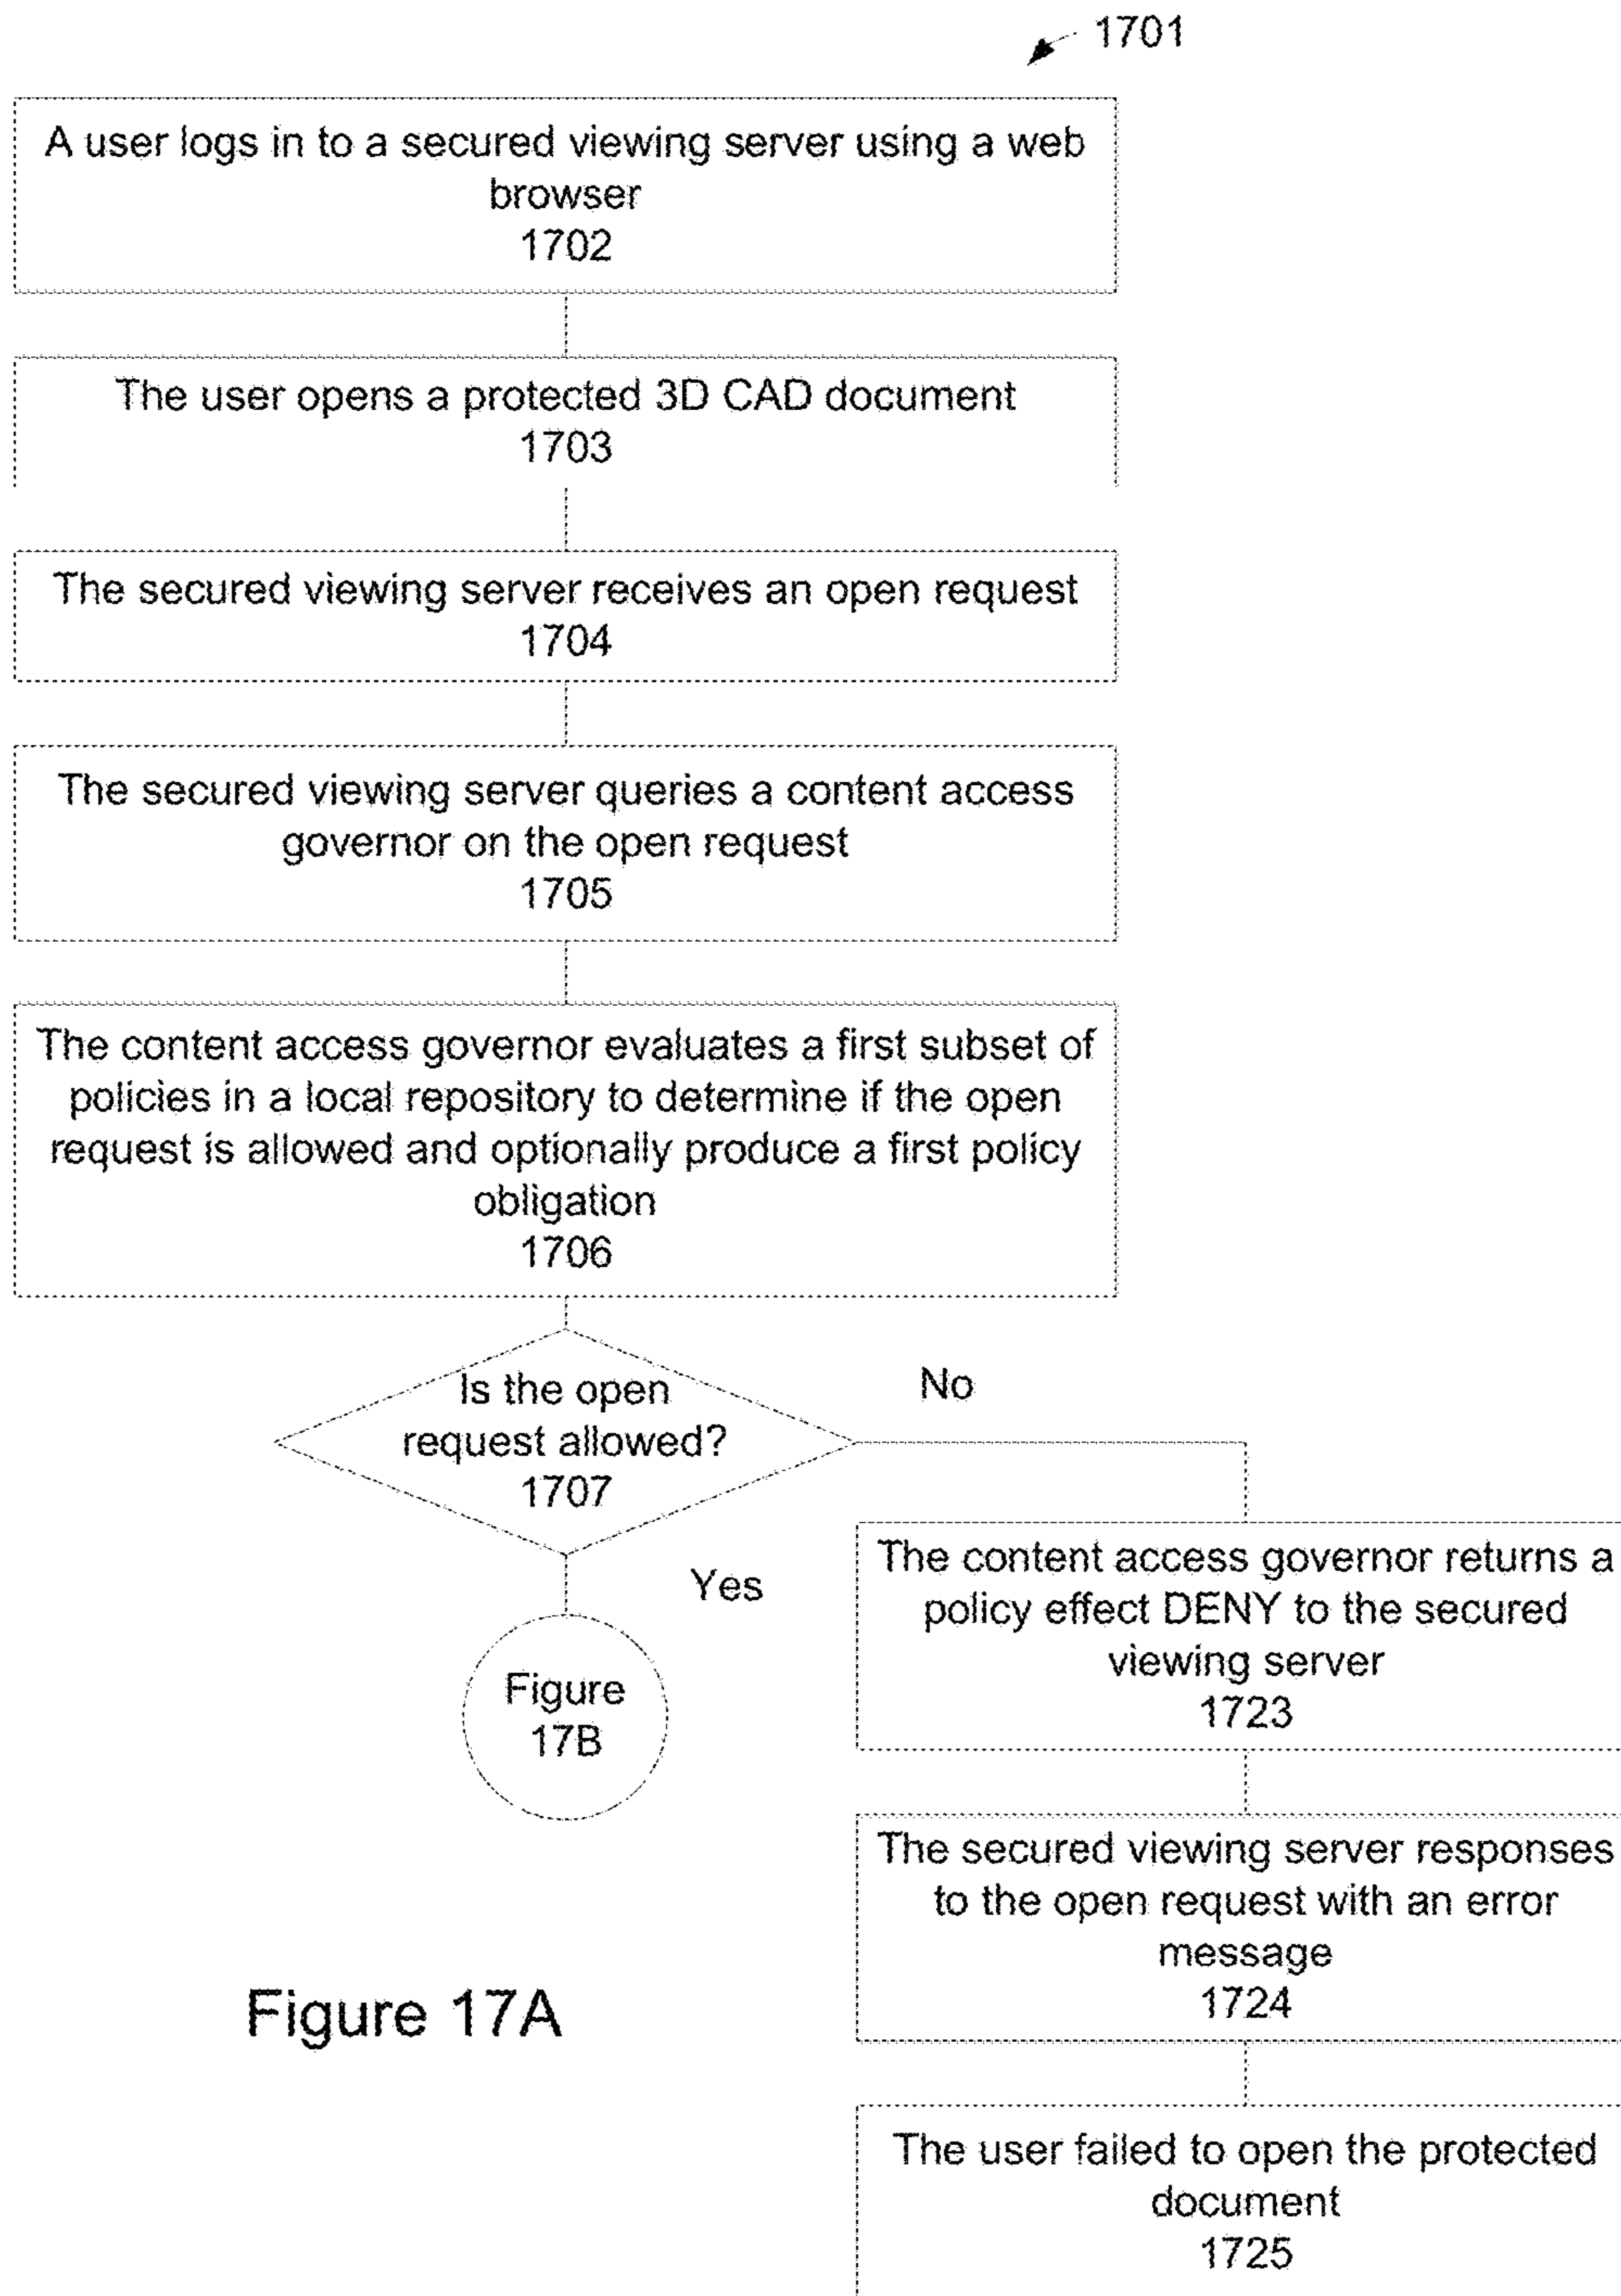 1701
A user logs in to a secured viewing server using a web
browser
1702
The user opens a protected 3D CAD document
1703
The secured viewing server receives an open request
1704
The secured viewing server queries a content access
governor on the open request
1705
The content access governor evaluates a first subset of
policies in a local repository to determine if the open
request is allowed and optionally produce a first policy
obligation
1706
Is the open
request allowed?
1707
No
Yes
Figure
17B
The content access governor returns a
policy effect DENY to the secured
viewing server
1723
The secured viewing server responses
to the open request with an error
message
1724
The user failed to open the protected
document
1725
Figure 17A